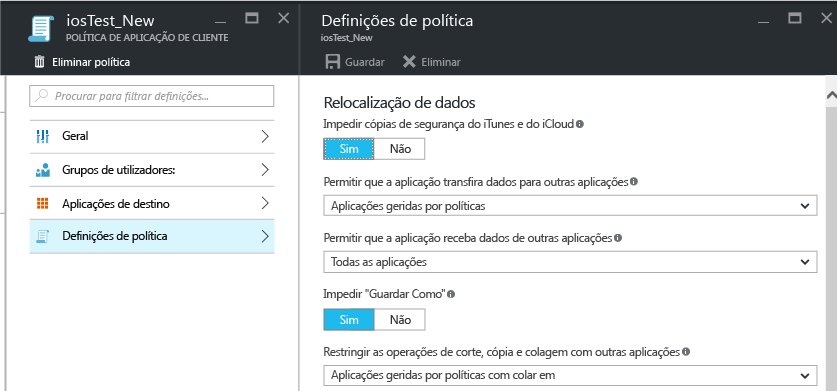 iosTest_New
POLÍTICA DE APLICAÇÃO DE CLIENTE
Eliminar política
Procurar para filtrar definições...
Geral
Grupos de utilizadores:
Aplicações de destino
Definições de política
Definições de política
iosTest_New
Guardar Eliminar
Relocalização de dados
Impedir cópias de segurança do iTunes e do iCloud
Sim Não
Permitir que a aplicação transfira dados para outras aplicações
Aplicações geridas por políticas
Permitir que a aplicação receba dados de outras aplicações
Todas as aplicações
Impedir "Guardar Como"
Sim Não
Restringir as operações de corte, cópia e colagem com outras aplicações
Aplicações geridas por políticas com colar em